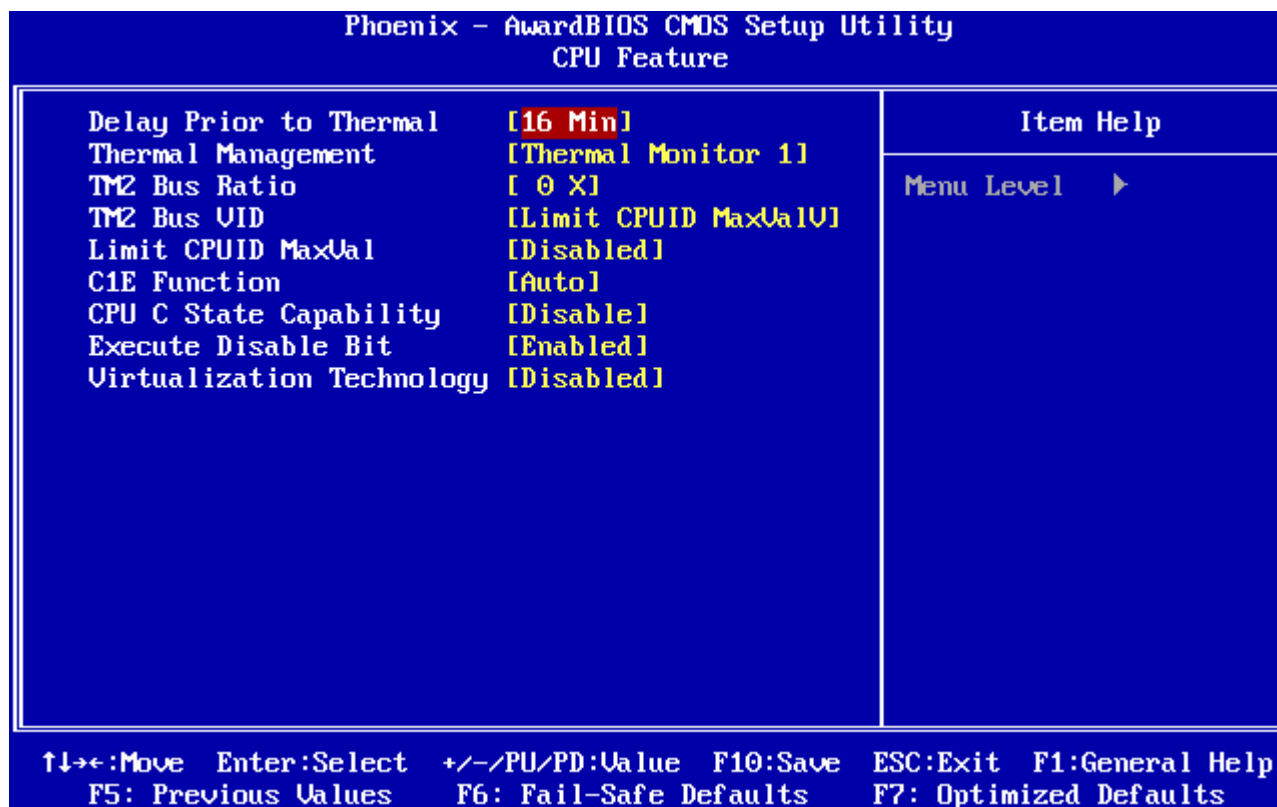 Phoenix - AwardBIOS CMOS Setup Utility
CPU Feature
Delay Prior to Thermal [16 Min]
Thermal Management [Thermal Monitor 1]
TM2 Bus Ratio [ 0 X]
TM2 Bus VID [Limit CPUID MaxValV]
Limit CPUID MaxVal [Disabled]
C1E Function [Auto]
CPU C State Capability [Disable]
Execute Disable Bit [Enabled]
Virtualization Technology [Disabled]
Item Help
Menu Level ▶
↑↓→←:Move Enter:Select +/-/PU/PD:Value F10:Save ESC:Exit F1:General Help
F5: Previous Values F6: Fail-Safe Defaults F7: Optimized Defaults